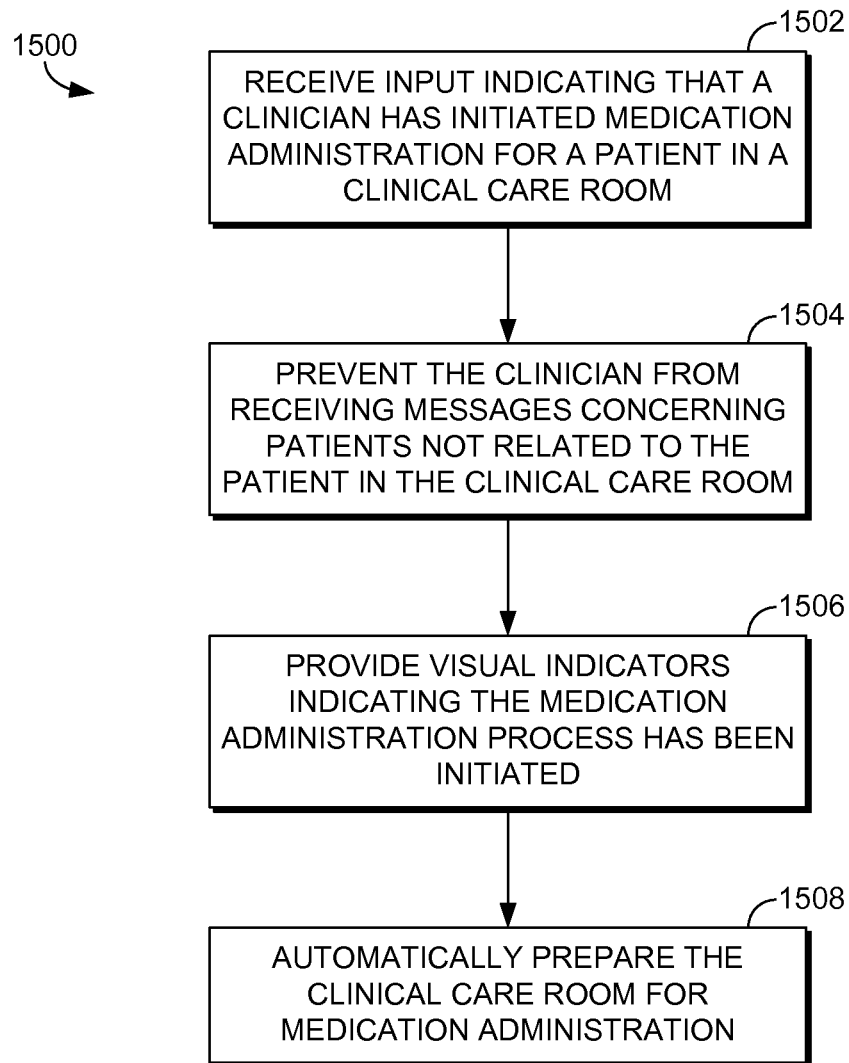 1500
1502
RECEIVE INPUT INDICATING THAT A
CLINICIAN HAS INITIATED MEDICATION
ADMINISTRATION FOR A PATIENT IN A
CLINICAL CARE ROOM
1504
PREVENT THE CLINICIAN FROM
RECEIVING MESSAGES CONCERNING
PATIENTS NOT RELATED TO THE
PATIENT IN THE CLINICAL CARE ROOM
1506
PROVIDE VISUAL INDICATORS
INDICATING THE MEDICATION
ADMINISTRATION PROCESS HAS BEEN
INITIATED
1508
AUTOMATICALLY PREPARE THE
CLINICAL CARE ROOM FOR
MEDICATION ADMINISTRATION